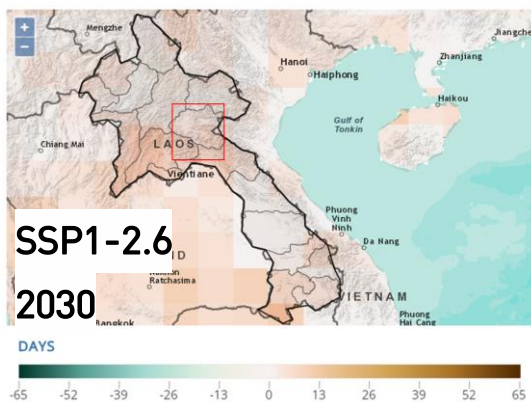 +
Mengzhe
Jiangche
−
Zhanjiang
Hanoi
Haiphong
Haikou
Gulf of
Tonkin
LAOS
Chiang Mai
Vientiane
Phuong
Vinh
Ninh
SSP1-2.6
Da Nang
Ratchasima
2030
VIETNAM
Phuong
Hai Cang
Bangkok
DAYS
-65 -52 -39 -26 -13 0 13 26 39 52 65